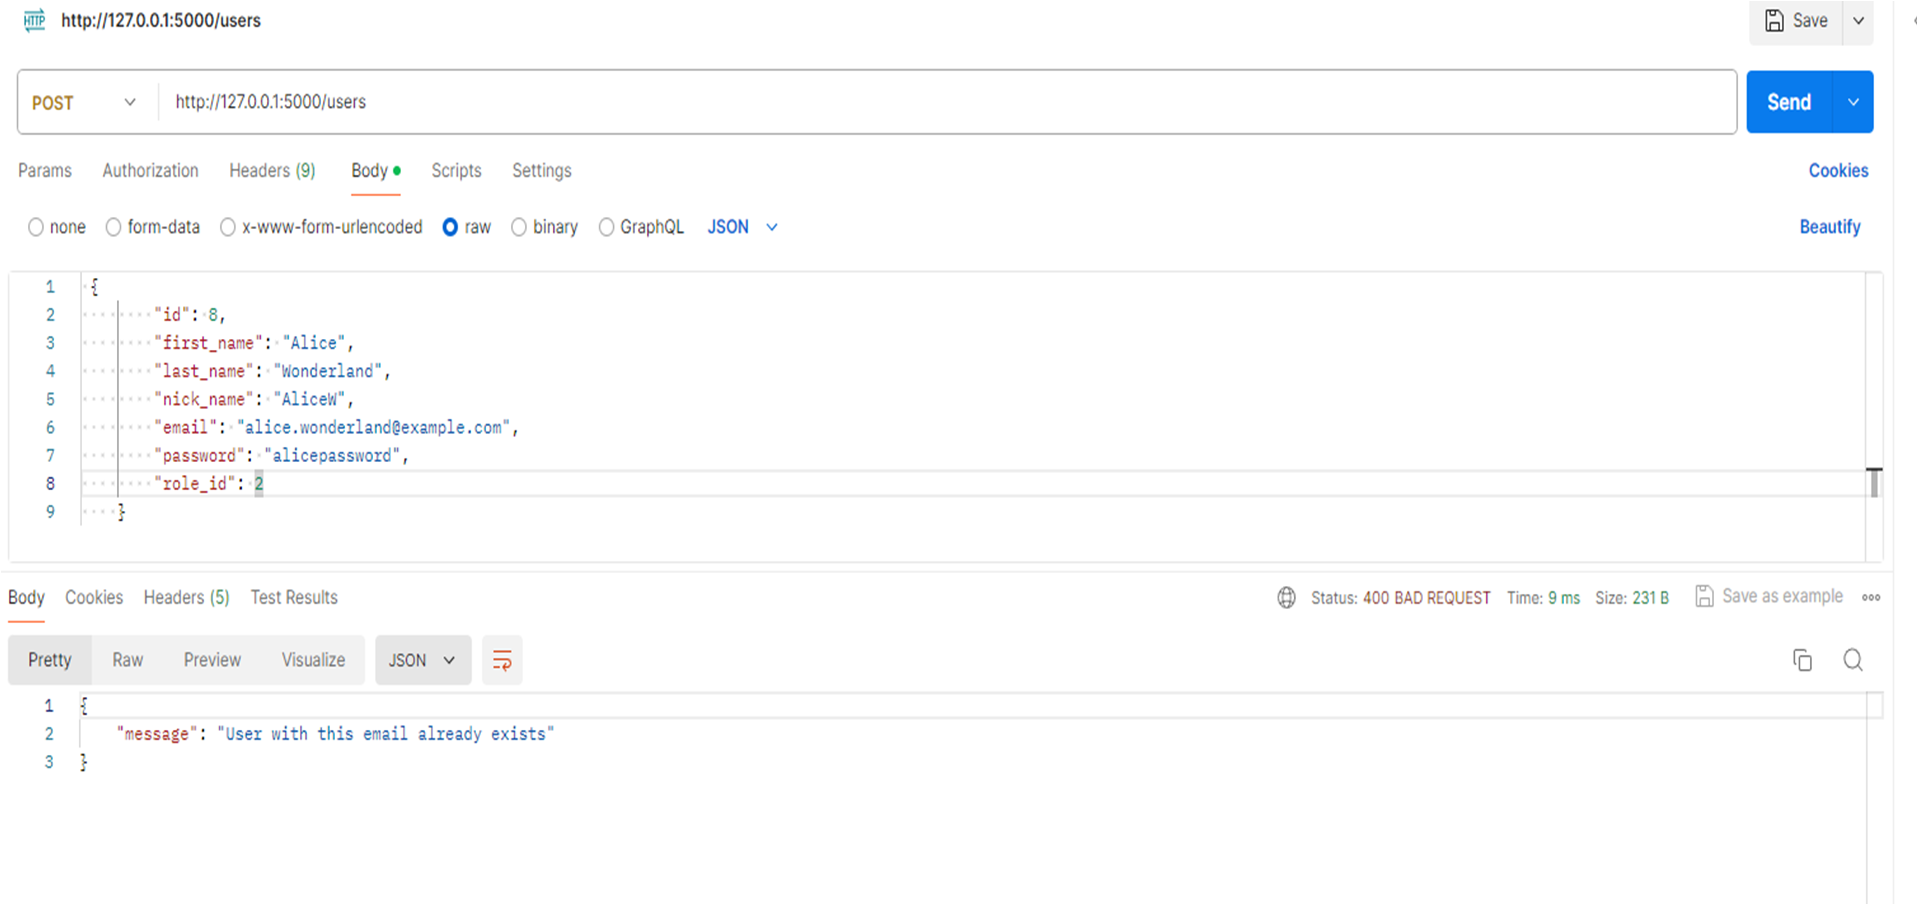 HTTP http://127.0.0.1:5000/users Save
POST http://127.0.0.1:5000/users Send
Params Authorization Headers (9) Body Scripts Settings Cookies
none form-data x-www-form-urlencoded raw binary GraphQL JSON Beautify
1 {
2 "id": 8,
3 "first_name": "Alice",
4 "last_name": "Wonderland",
5 "nick_name": "AliceW",
6 "email": "alice.wonderland@example.com",
7 "password": "alicepassword",
8 "role_id": 2
9 }
Body Cookies Headers (5) Test Results Status: 400 BAD REQUEST Time: 9 ms Size: 231 B Save as example
Pretty Raw Preview Visualize JSON
1 {
2 "message": "User with this email already exists"
3 }